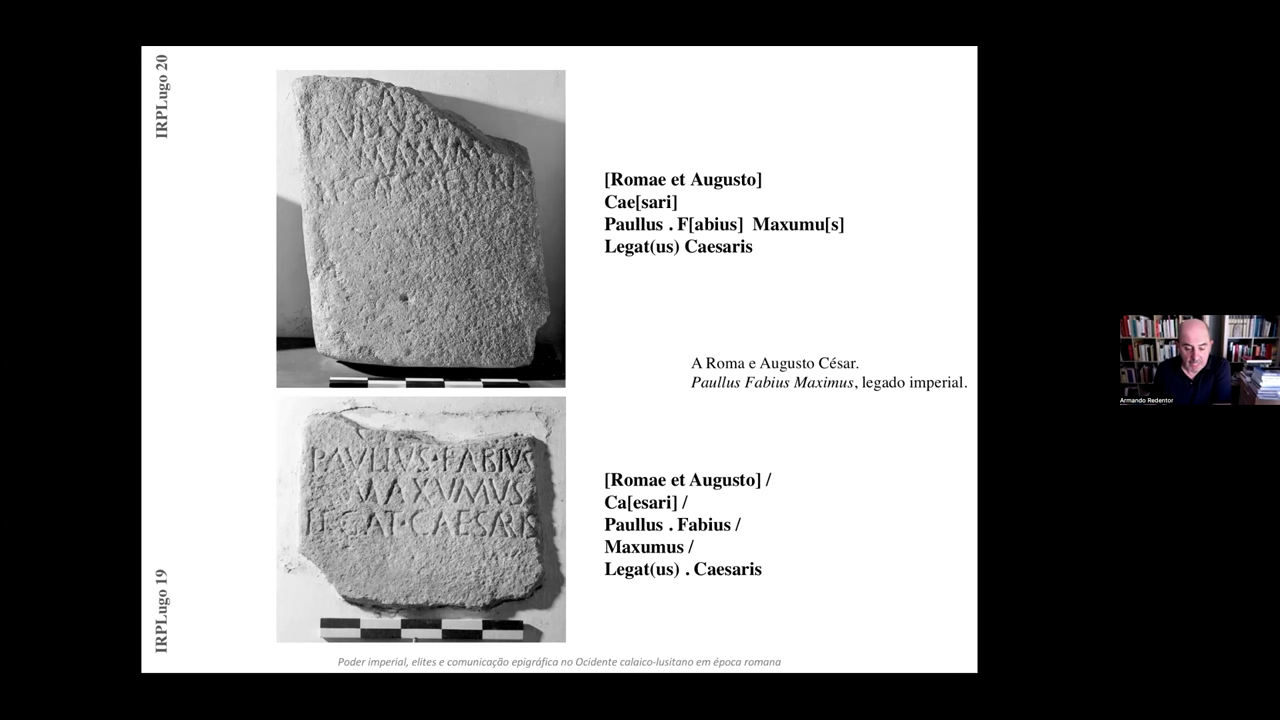 IRPLugo 20
[Romae et Augusto]
Cae[sari]
Paullus . F[abius] Maxumu[s]
Legat(us) Caesaris
A Roma e Augusto César.
Paullus Fabius Maximus, legado imperial.
PAVLLVS·FABIVS
MAXUMUS
LEGAT·CAESARIS
[Romae et Augusto] /
Ca[esari] /
Paullus . Fabius /
Maxumus /
Legat(us) . Caesaris
IRPLugo 19
Poder imperial, elites e comunicação epigráfica no Ocidente calaico-lusitano em época romana
Armando Redentor